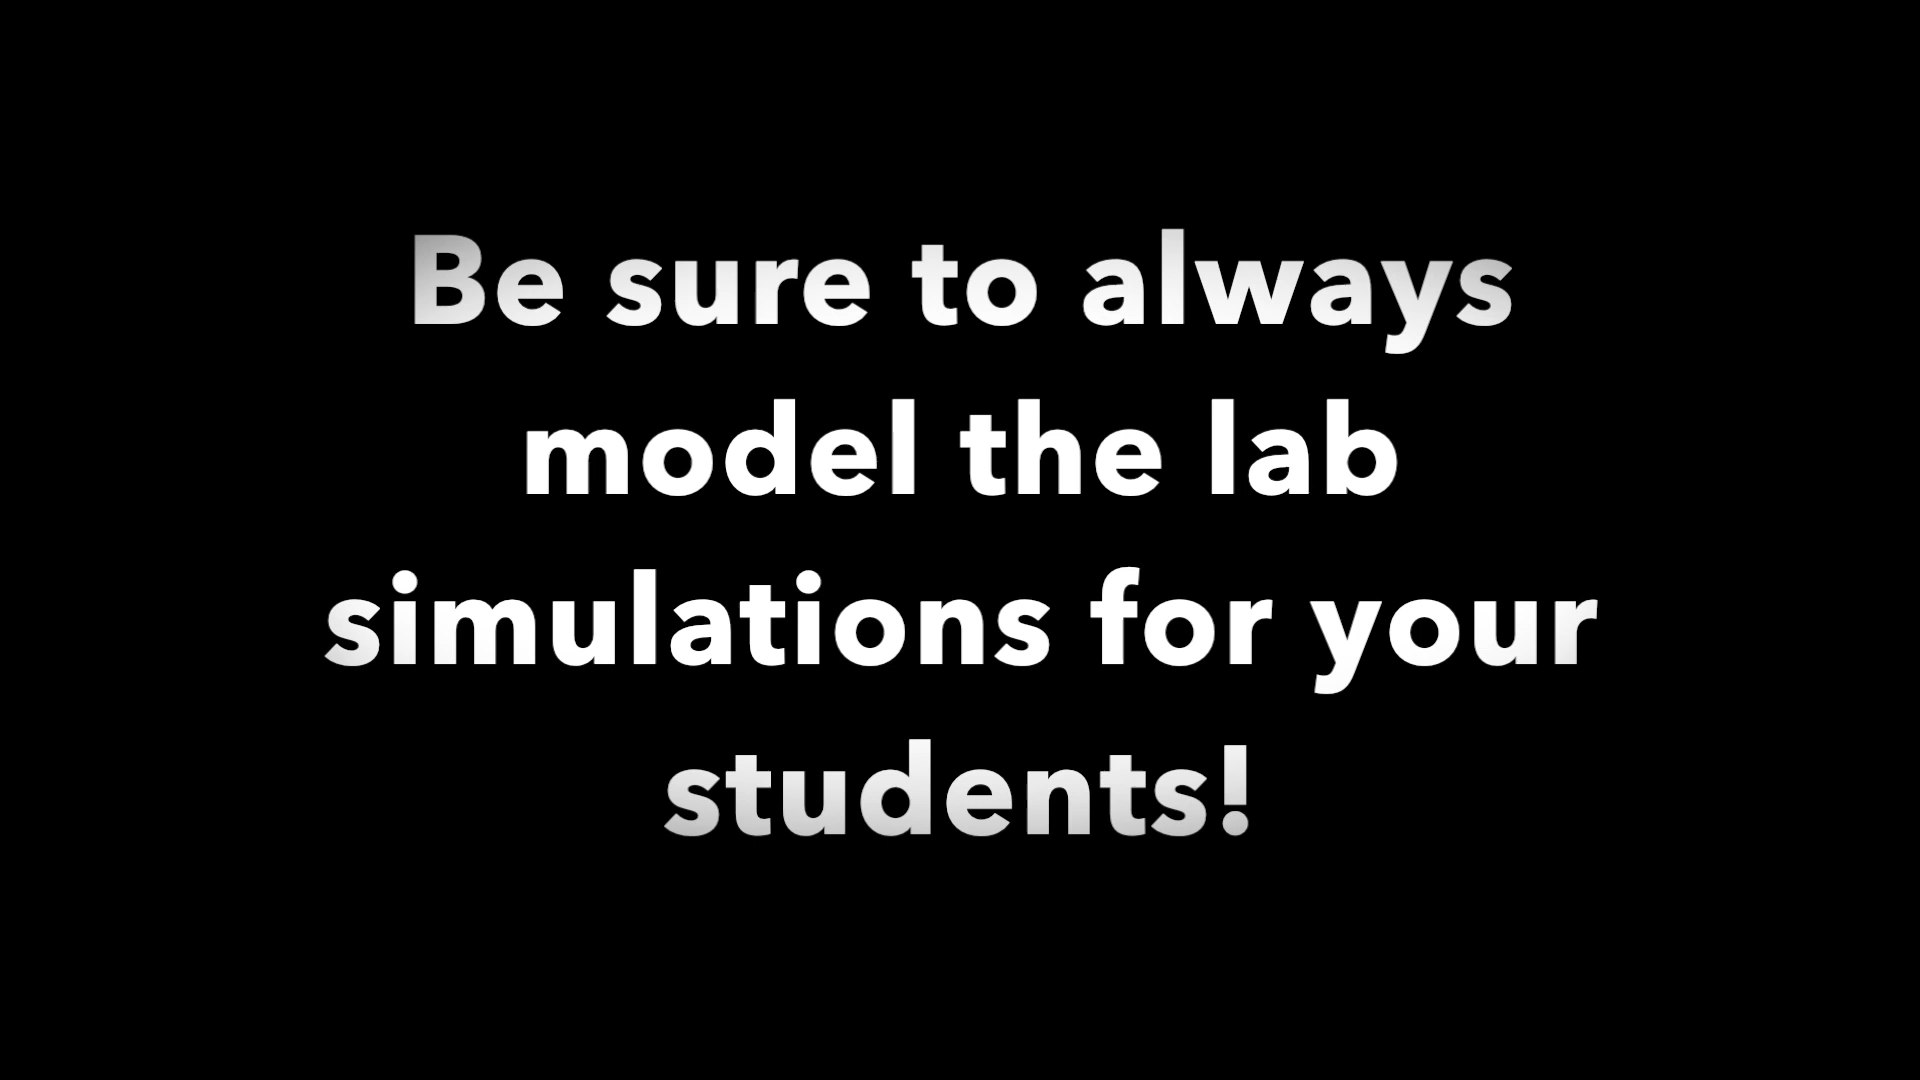 Be sure to always
model the lab
simulations for your
students!